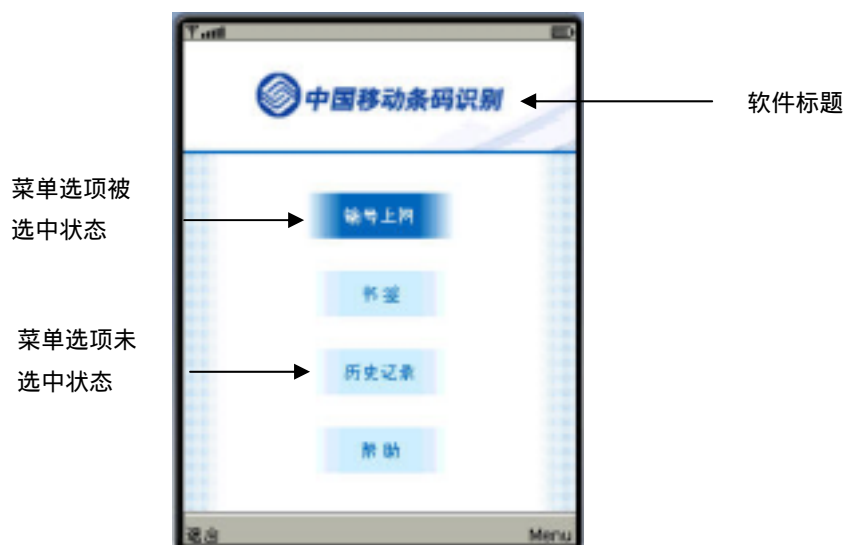 中国移动条码识别
软件标题
菜单选项被
选中状态
输号上网
书签
菜单选项未
选中状态
历史记录
帮助
退出
Menu